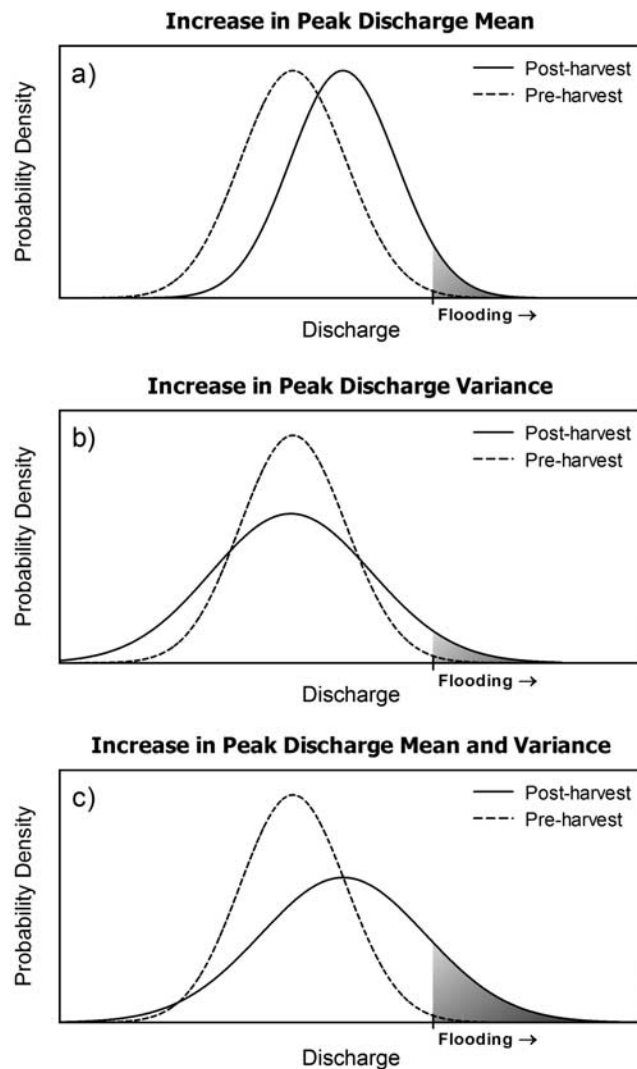 Increase in Peak Discharge Mean
a)
Post-harvest
Pre-harvest
Probability Density
Flooding →
Discharge
Increase in Peak Discharge Variance
b)
Post-harvest
Pre-harvest
Probability Density
Flooding →
Discharge
Increase in Peak Discharge Mean and Variance
c)
Post-harvest
Pre-harvest
Probability Density
Flooding →
Discharge